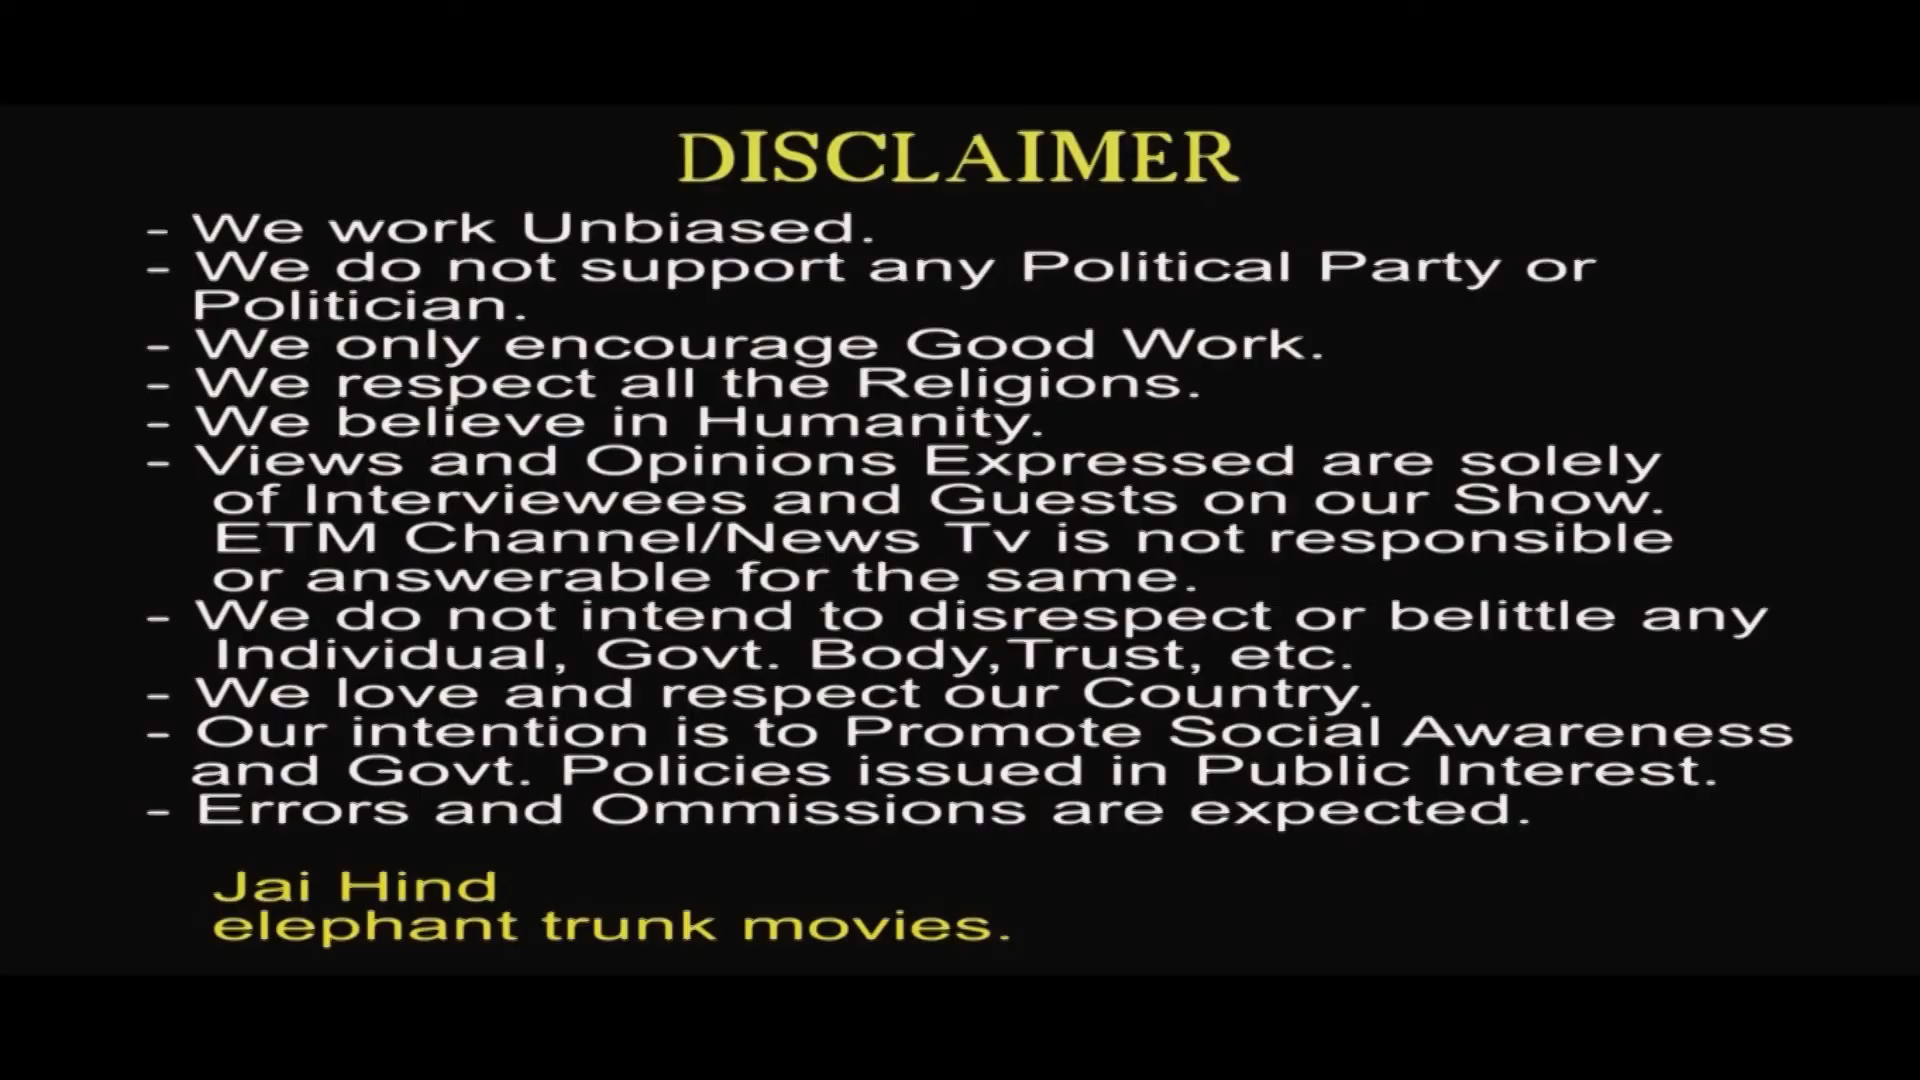 DISCLAIMER
- We work Unbiased.
- We do not support any Political Party or
Politician.
- We only encourage Good Work.
- We respect all the Religions.
- We believe in Humanity.
- Views and Opinions Expressed are solely
of Interviewees and Guests on our Show.
ETM Channel/News Tv is not responsible
or answerable for the same.
- We do not intend to disrespect or belittle any
Individual, Govt. Body,Trust, etc.
- We love and respect our Country.
- Our intention is to Promote Social Awareness
and Govt. Policies issued in Public Interest.
- Errors and Ommissions are expected.
Jai Hind
elephant trunk movies.